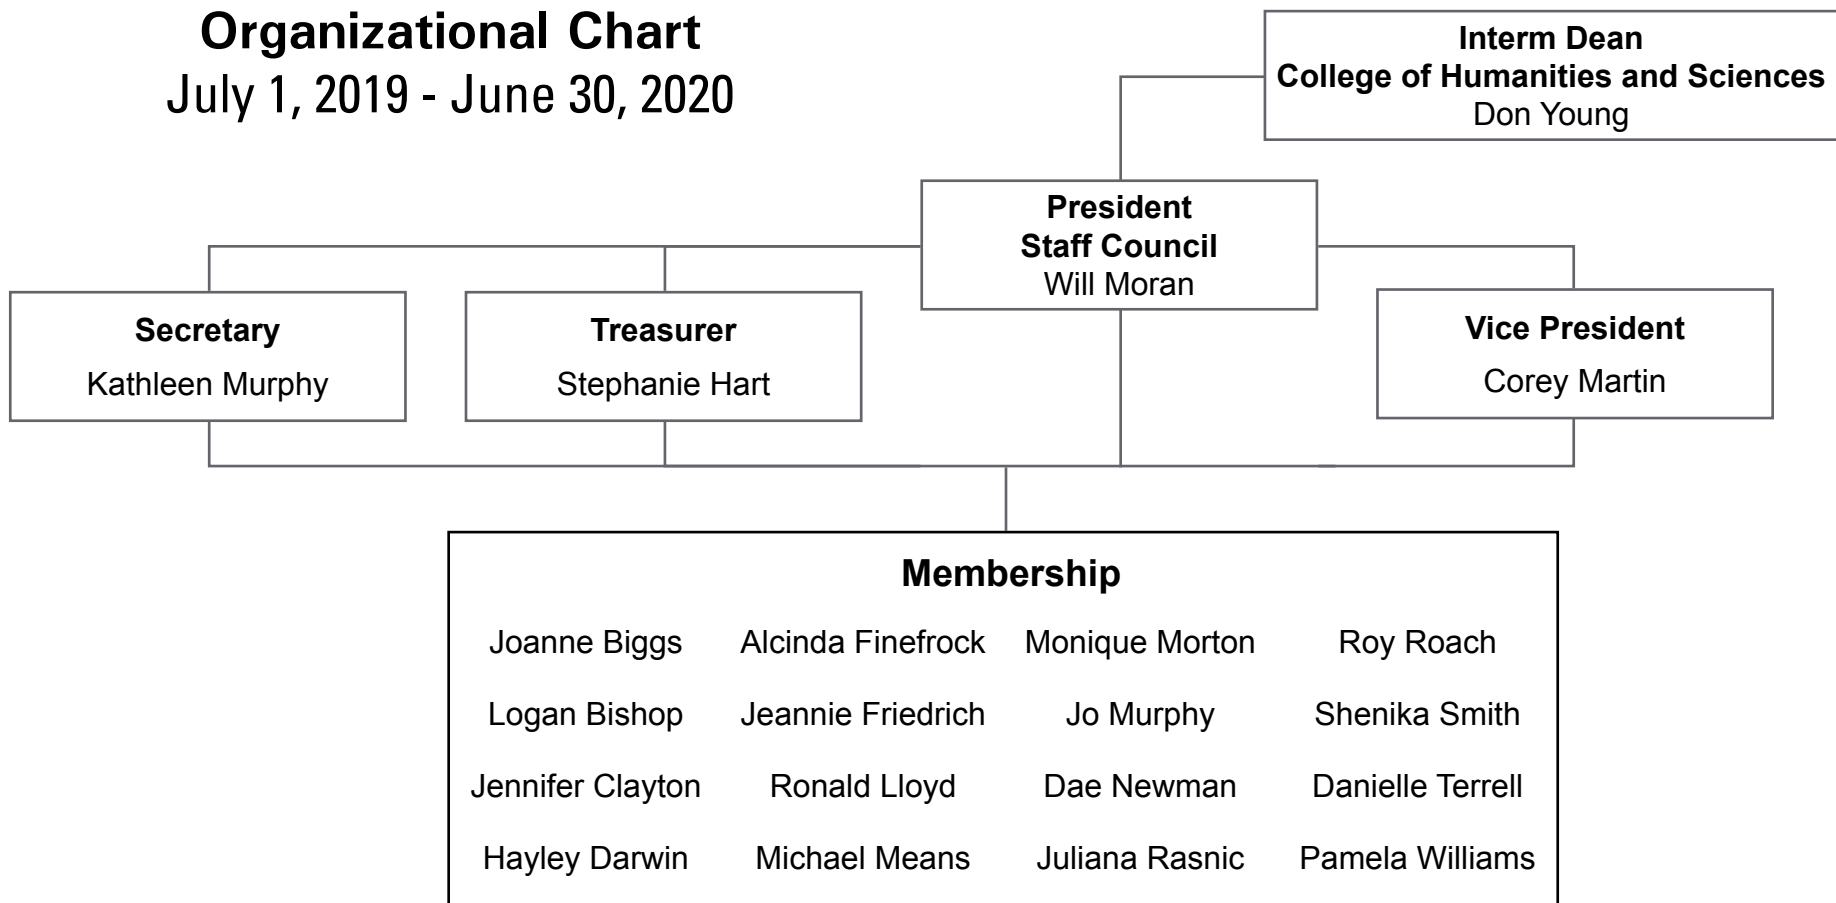 Organizational Chart
July 1, 2019 - June 30, 2020
Interm Dean
College of Humanities and Sciences
Don Young
President
Staff Council
Will Moran
Secretary
Kathleen Murphy
Treasurer
Stephanie Hart
Vice President
Corey Martin
Membership
Joanne Biggs Alcinda Finefrock Monique Morton Roy Roach
Logan Bishop Jeannie Friedrich Jo Murphy Shenika Smith
Jennifer Clayton Ronald Lloyd Dae Newman Danielle Terrell
Hayley Darwin Michael Means Juliana Rasnic Pamela Williams